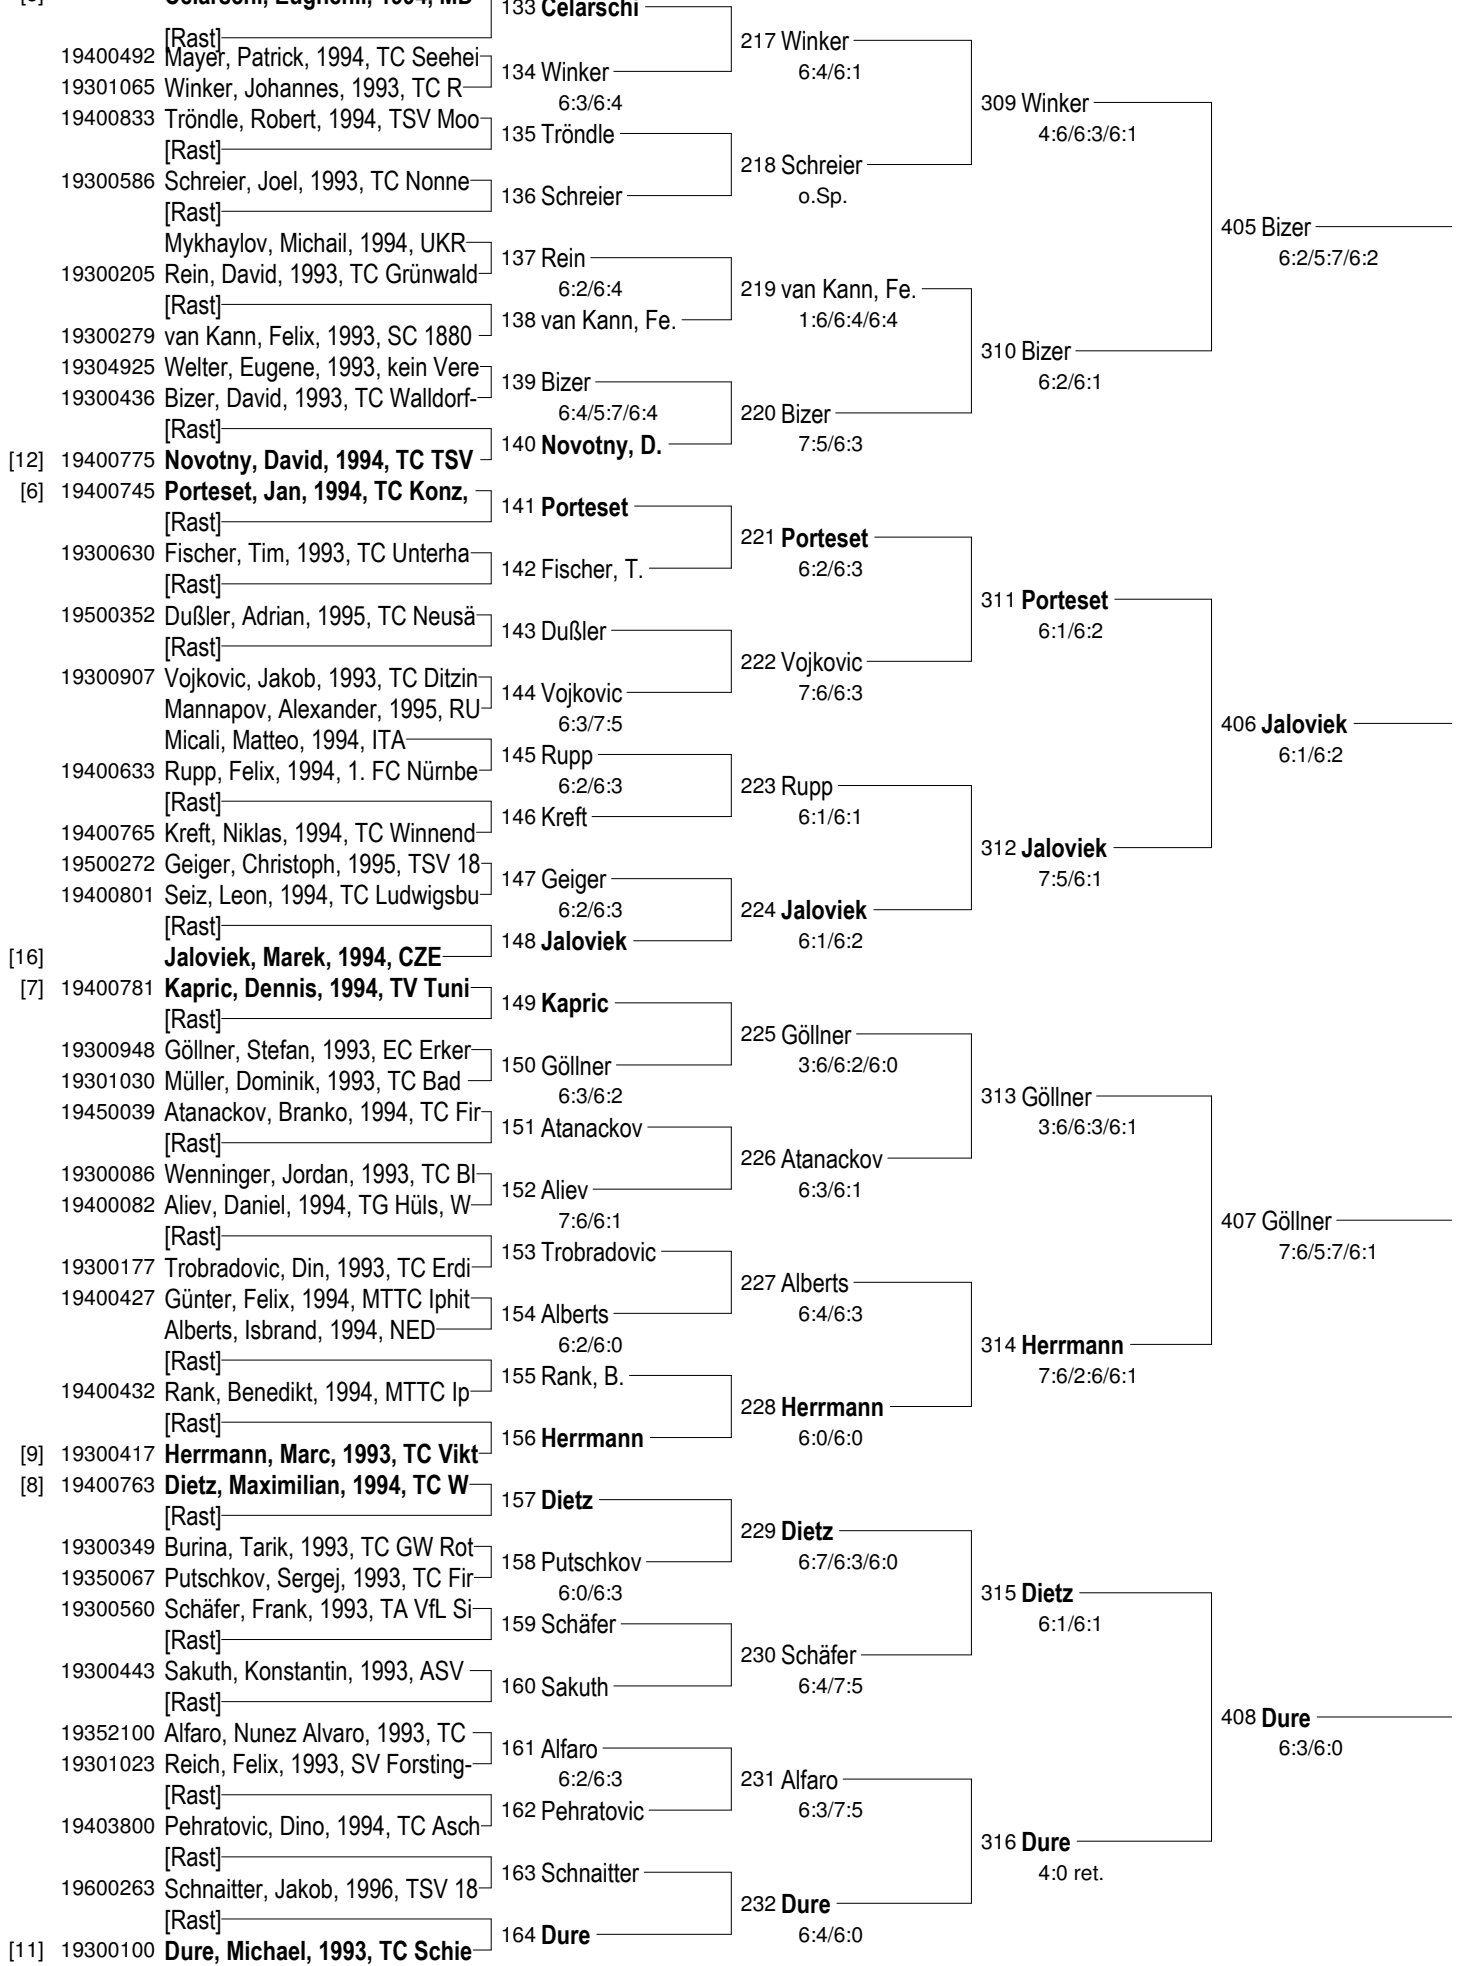 [Rast]
19400492 Mayer, Patrick, 1994, TC Seehei
19301065 Winker, Johannes, 1993, TC R
19400833 Tröndle, Robert, 1994, TSV Moo
[Rast]
19300586 Schreier, Joel, 1993, TC Nonne
[Rast]
Mykhaylov, Michail, 1994, UKR
19300205 Rein, David, 1993, TC Grünwald
[Rast]
19300279 van Kann, Felix, 1993, SC 1880
19304925 Welter, Eugene, 1993, kein Vere
19300436 Bizer, David, 1993, TC Walldorf-
[Rast]
[12] 19400775 Novotny, David, 1994, TC TSV
[6] 19400745 Porteset, Jan, 1994, TC Konz,
[Rast]
19300630 Fischer, Tim, 1993, TC Unterha
[Rast]
19500352 Dußler, Adrian, 1995, TC Neusä
[Rast]
19300907 Vojkovic, Jakob, 1993, TC Ditzin
Mannapov, Alexander, 1995, RU
Micali, Matteo, 1994, ITA
19400633 Rupp, Felix, 1994, 1. FC Nürnbe
[Rast]
19400765 Kreft, Niklas, 1994, TC Winnend
19500272 Geiger, Christoph, 1995, TSV 18
19400801 Seiz, Leon, 1994, TC Ludwigsbu
[Rast]
[16] Jaloviek, Marek, 1994, CZE
[7] 19400781 Kapric, Dennis, 1994, TV Tuni
[Rast]
19300948 Göllner, Stefan, 1993, EC Erker
19301030 Müller, Dominik, 1993, TC Bad
19450039 Atanackov, Branko, 1994, TC Fir
[Rast]
19300086 Wenninger, Jordan, 1993, TC Bl
19400082 Aliev, Daniel, 1994, TG Hüls, W
[Rast]
19300177 Trobradovic, Din, 1993, TC Erdi
19400427 Günter, Felix, 1994, MTTC Iphit
Alberts, Isbrand, 1994, NED
[Rast]
19400432 Rank, Benedikt, 1994, MTTC Ip
[Rast]
[9] 19300417 Herrmann, Marc, 1993, TC Vikt
[8] 19400763 Dietz, Maximilian, 1994, TC W
[Rast]
19300349 Burina, Tarik, 1993, TC GW Rot
19350067 Putschkov, Sergej, 1993, TC Fir
19300560 Schäfer, Frank, 1993, TA VfL Si
[Rast]
19300443 Sakuth, Konstantin, 1993, ASV
[Rast]
19352100 Alfaro, Nunez Alvaro, 1993, TC
19301023 Reich, Felix, 1993, SV Forsting-
[Rast]
19403800 Pehratovic, Dino, 1994, TC Asch
[Rast]
19600263 Schnaitter, Jakob, 1996, TSV 18
[Rast]
[11] 19300100 Dure, Michael, 1993, TC Schie
133 Celarschi
134 Winker
6:3/6:4
135 Tröndle
136 Schreier
137 Rein
6:2/6:4
138 van Kann, Fe.
139 Bizer
6:4/5:7/6:4
140 Novotny, D.
141 Porteset
142 Fischer, T.
143 Dußler
144 Vojkovic
6:3/7:5
145 Rupp
6:2/6:3
146 Kreft
147 Geiger
6:2/6:3
148 Jaloviek
149 Kapric
150 Göllner
6:3/6:2
151 Atanackov
152 Aliev
7:6/6:1
153 Trobradovic
154 Alberts
6:2/6:0
155 Rank, B.
156 Herrmann
157 Dietz
158 Putschkov
6:0/6:3
159 Schäfer
160 Sakuth
161 Alfaro
6:2/6:3
162 Pehratovic
163 Schnaitter
164 Dure
217 Winker
6:4/6:1
218 Schreier
o.Sp.
219 van Kann, Fe.
1:6/6:4/6:4
220 Bizer
7:5/6:3
221 Porteset
6:2/6:3
222 Vojkovic
7:6/6:3
223 Rupp
6:1/6:1
224 Jaloviek
6:1/6:2
225 Göllner
3:6/6:2/6:0
226 Atanackov
6:3/6:1
227 Alberts
6:4/6:3
228 Herrmann
6:0/6:0
229 Dietz
6:7/6:3/6:0
230 Schäfer
6:4/7:5
231 Alfaro
6:3/7:5
232 Dure
6:4/6:0
309 Winker
4:6/6:3/6:1
310 Bizer
6:2/6:1
311 Porteset
6:1/6:2
312 Jaloviek
7:5/6:1
313 Göllner
3:6/6:3/6:1
314 Herrmann
7:6/2:6/6:1
315 Dietz
6:1/6:1
316 Dure
4:0 ret.
405 Bizer
6:2/5:7/6:2
406 Jaloviek
6:1/6:2
407 Göllner
7:6/5:7/6:1
408 Dure
6:3/6:0